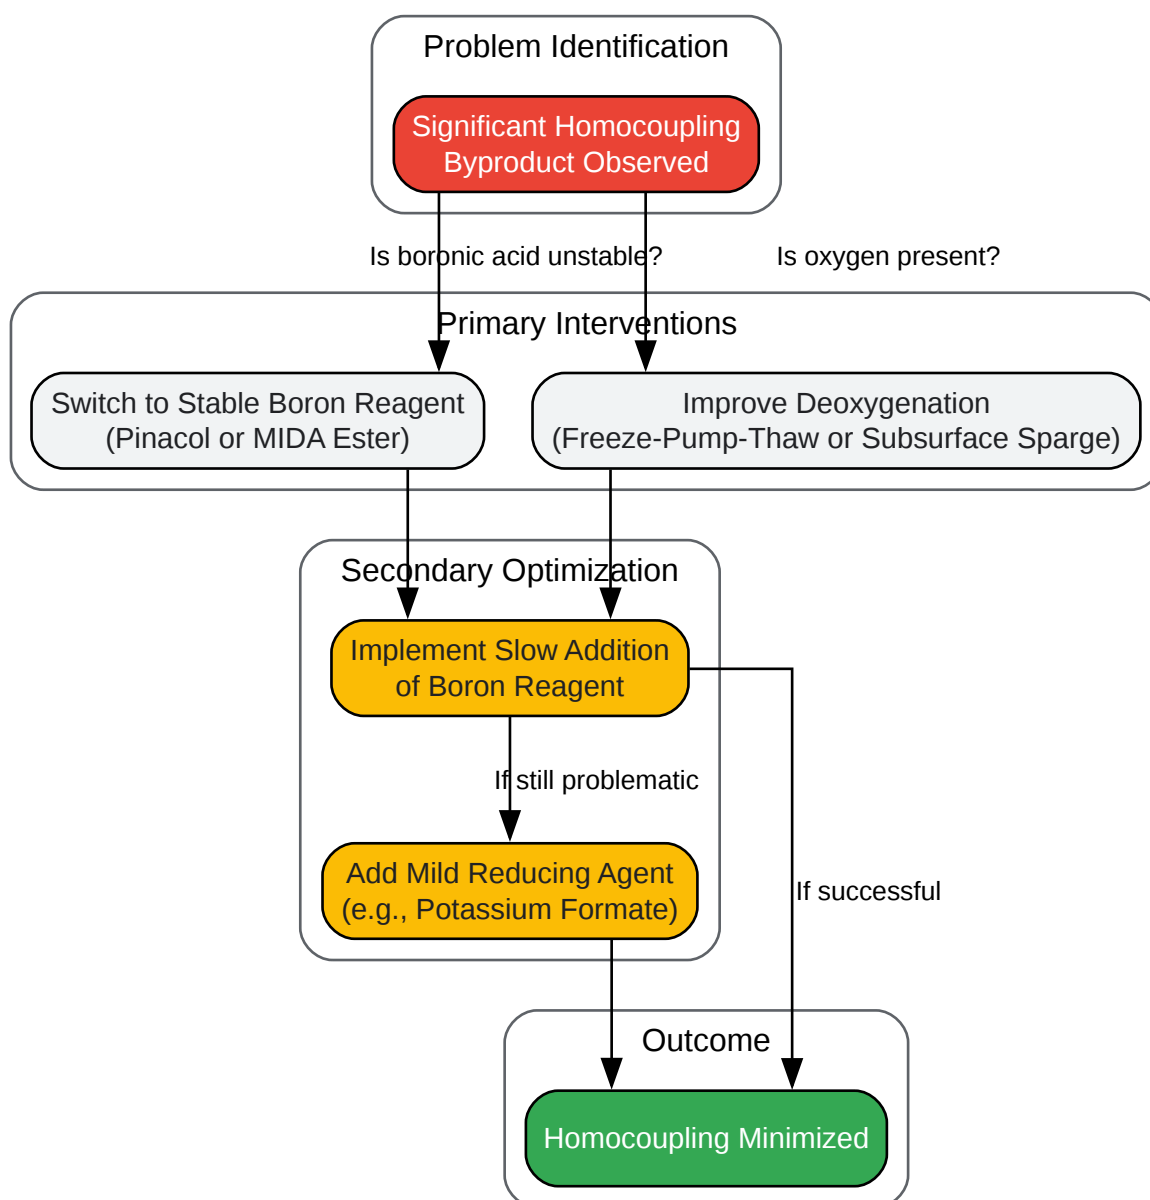 Problem Identification
Significant Homocoupling
Byproduct Observed
Is boronic acid unstable?
Is oxygen present?
Primary Interventions
Switch to Stable Boron Reagent
(Pinacol or MIDA Ester)
Improve Deoxygenation
(Freeze-Pump-Thaw or Subsurface Sparge)
Secondary Optimization
Implement Slow Addition
of Boron Reagent
If still problematic
Add Mild Reducing Agent
(e.g., Potassium Formate)
If successful
Outcome
Homocoupling Minimized